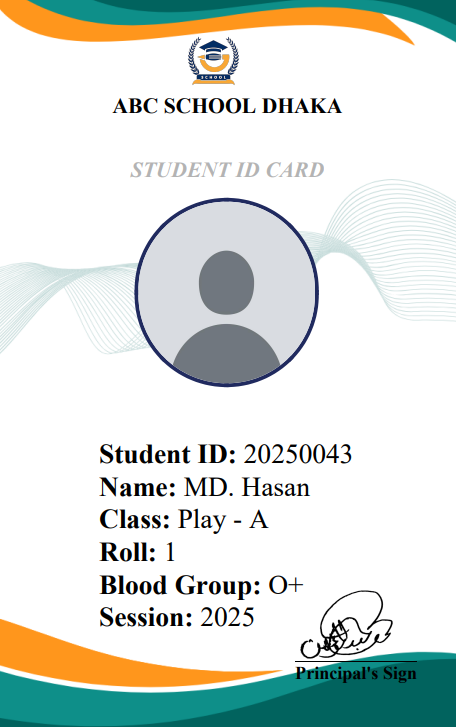 SCHOOL
ABC SCHOOL DHAKA
STUDENT ID CARD
Student ID: 20250043
Name: MD. Hasan
Class: Play - A
Roll: 1
Blood Group: O+
Session: 2025
Principal's Sign